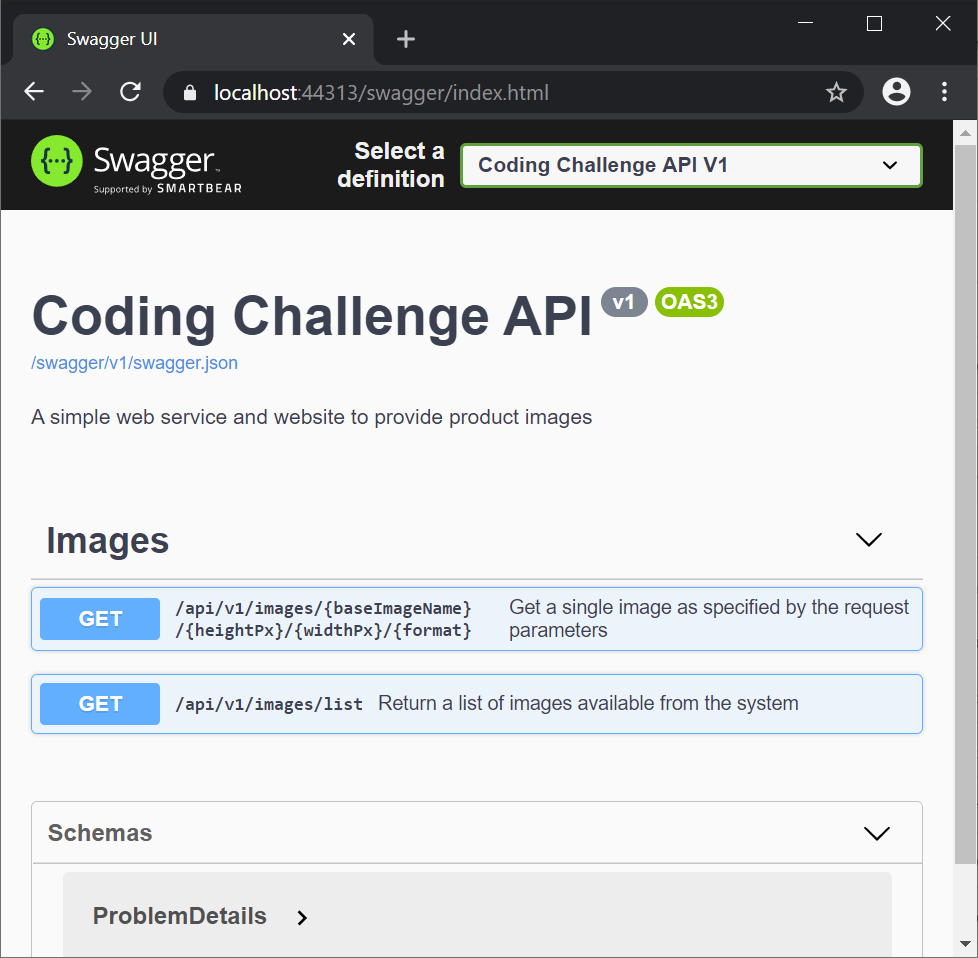 Swagger UI
localhost:44313/swagger/index.html
{···} Swagger™
Supported by SMARTBEAR
Select a
definition
Coding Challenge API V1
Coding Challenge API v1 OAS3
/swagger/v1/swagger.json
A simple web service and website to provide product images
Images
GET
/api/v1/images/{baseImageName}
/{heightPx}/{widthPx}/{format}
Get a single image as specified by the request
parameters
GET /api/v1/images/list Return a list of images available from the system
Schemas
ProblemDetails